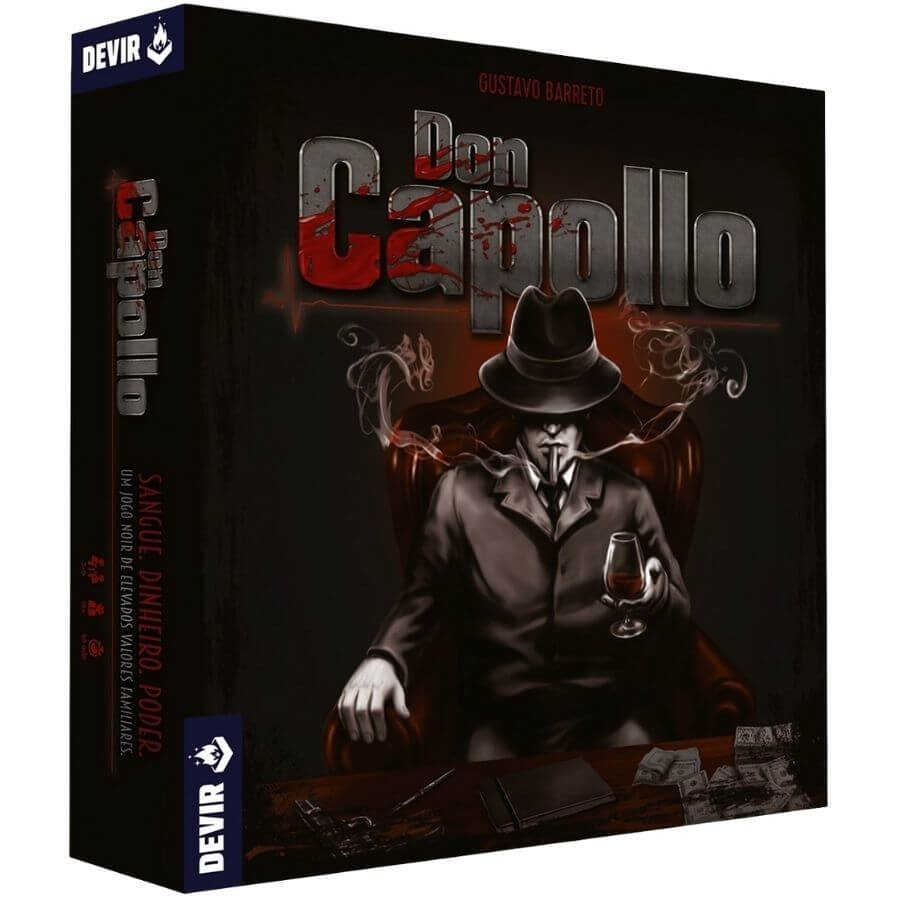 DEVIR
GUSTAVO BARRETO
Don
Capollo
Don
Capollo
SANGUE. DINHEIRO. PODER.
UM JOGO NOIR DE ELEVADOS VALORES FAMILIARES.
DEVIR